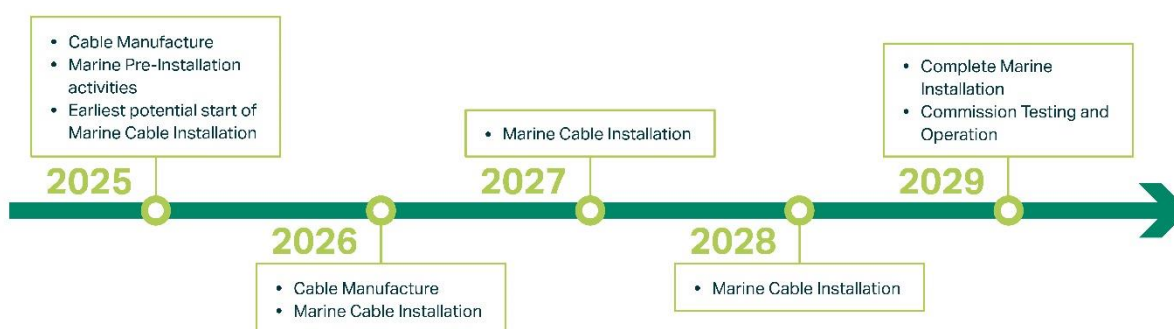 • Cable Manufacture
• Marine Pre-Installation
activities
• Earliest potential start of
Marine Cable Installation
2025
• Cable Manufacture
• Marine Cable Installation
2026
• Marine Cable Installation
2027
• Marine Cable Installation
2028
• Complete Marine
Installation
• Commission Testing and
Operation
2029